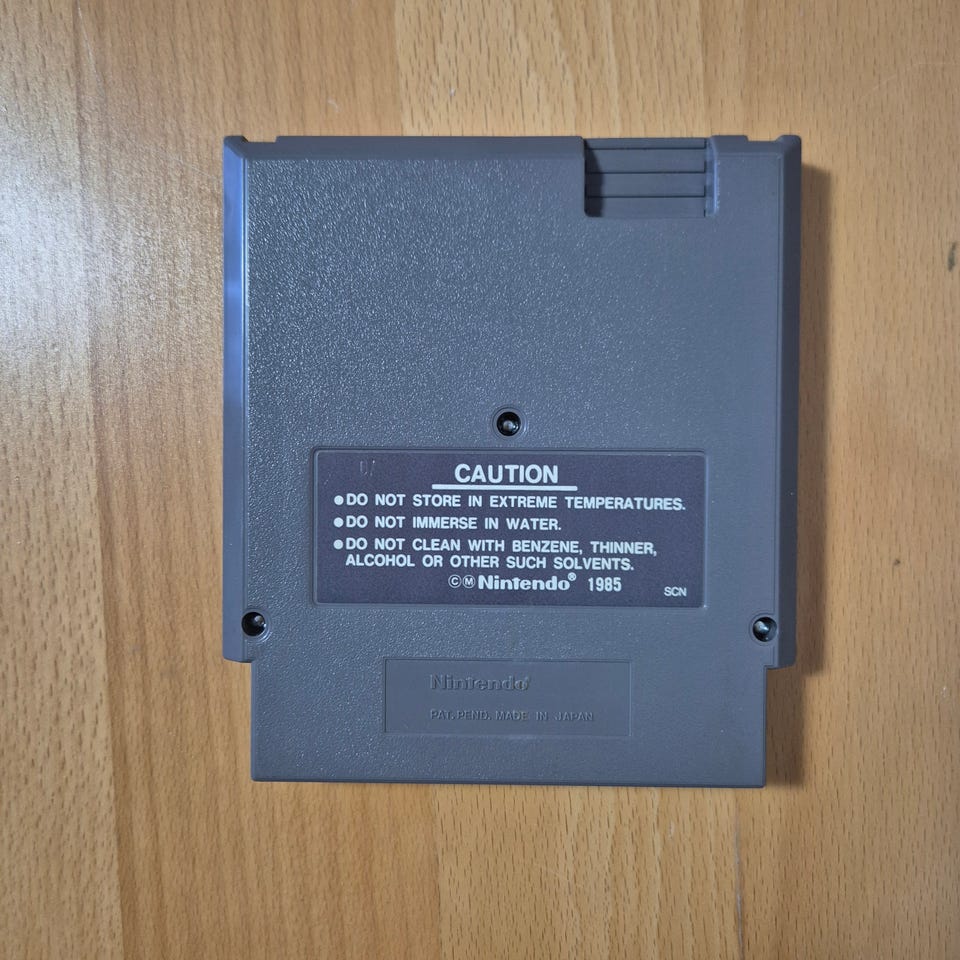 CAUTION
●DO NOT STORE IN EXTREME TEMPERATURES.
●DO NOT IMMERSE IN WATER.
●DO NOT CLEAN WITH BENZENE, THINNER,
ALCOHOL OR OTHER SUCH SOLVENTS.
©Ⓜ Nintendo® 1985
SCN
Nintendo®
PAT. PEND. MADE IN JAPAN